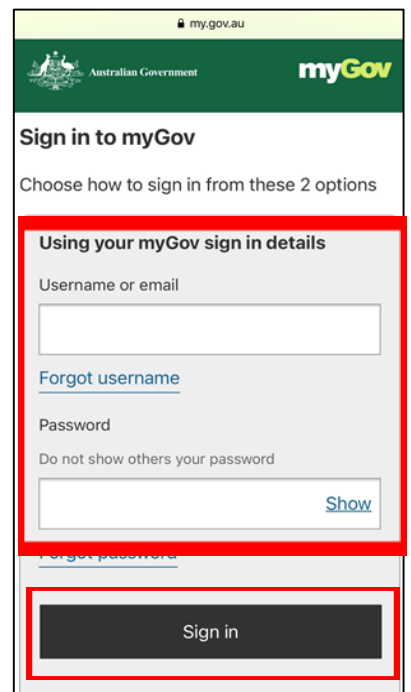 my.gov.au
Australian Government
myGov
Sign in to myGov
Choose how to sign in from these 2 options
Using your myGov sign in details
Username or email
Forgot username
Password
Do not show others your password
Show
Forgot password
Sign in